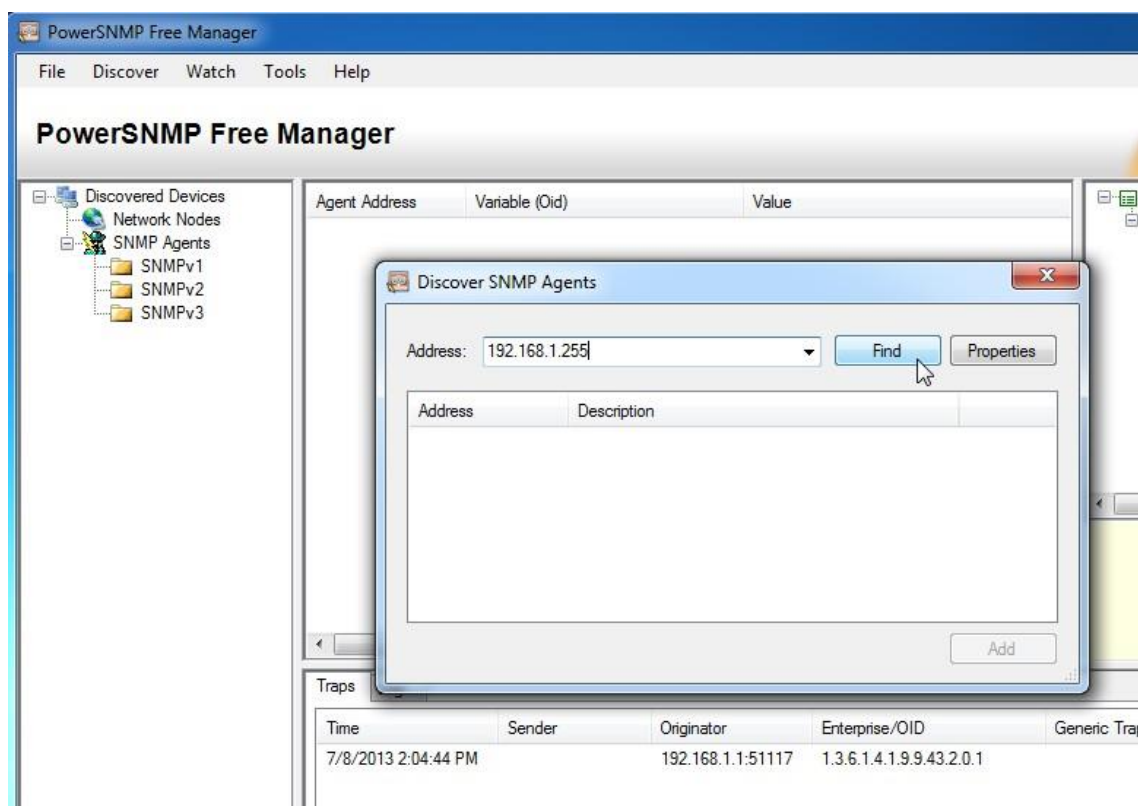 PowerSNMP Free Manager
File Discover Watch Tools Help
PowerSNMP Free Manager
Discovered Devices
Network Nodes
SNMP Agents
SNMPv1
SNMPv2
SNMPv3
Agent Address Variable (Oid) Value
Discover SNMP Agents
Address: 192.168.1.255 Find Properties
Address Description
Add
Traps
Time Sender Originator Enterprise/OID Generic Tra
7/8/2013 2:04:44 PM 192.168.1.1:51117 1.3.6.1.4.1.9.9.43.2.0.1